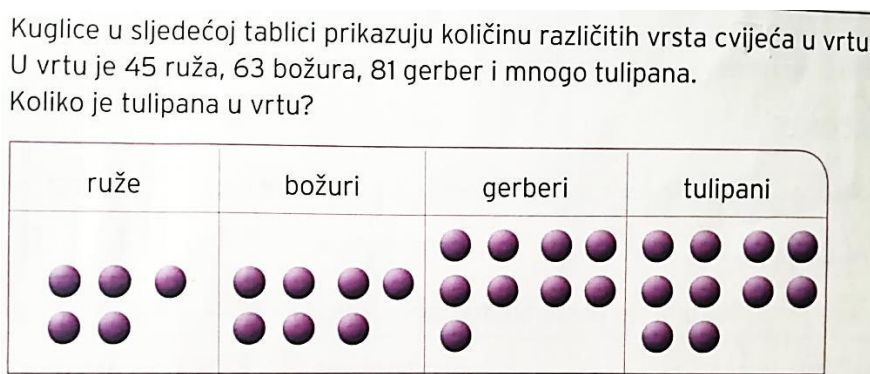 Kuglice u sljedećoj tablici prikazuju količinu različitih vrsta cvijeća u vrtu
U vrtu je 45 ruža, 63 božura, 81 gerber i mnogo tulipana.
Koliko je tulipana u vrtu?
ruže božuri gerberi tulipani